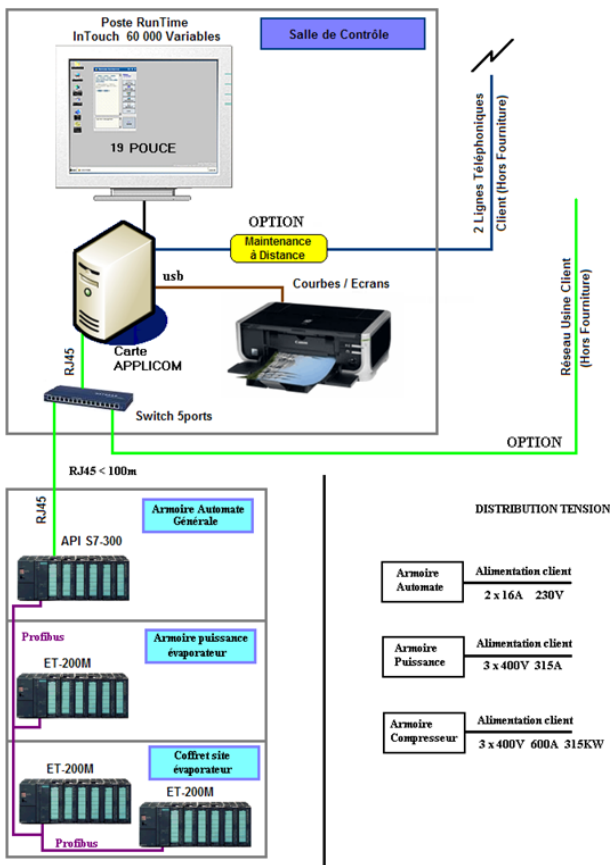 Poste RunTime
InTouch 60 000 Variables
Salle de Contrôle
19 POUCE
2 Lignes Téléphoniques
Client (Hors Fourniture)
OPTION
Maintenance
à Distance
usb
Courbes / Ecrans
Réseau Usine Client
(Hors Fourniture)
Carte
APPLICOM
Canon
RJ45
Switch 5ports
OPTION
RJ45 < 100m
RJ45
Armoire Automate
Générale
API S7-300
Profibus
Armoire puissance
évaporateur
ET-200M
Coffret site
évaporateur
ET-200M
ET-200M
Profibus
DISTRIBUTION TENSION
Armoire
Automate
Alimentation client
2 x 16A 230V
Armoire
Puissance
Alimentation client
3 x 400V 315A
Armoire
Compresseur
Alimentation client
3 x 400V 600A 315KW